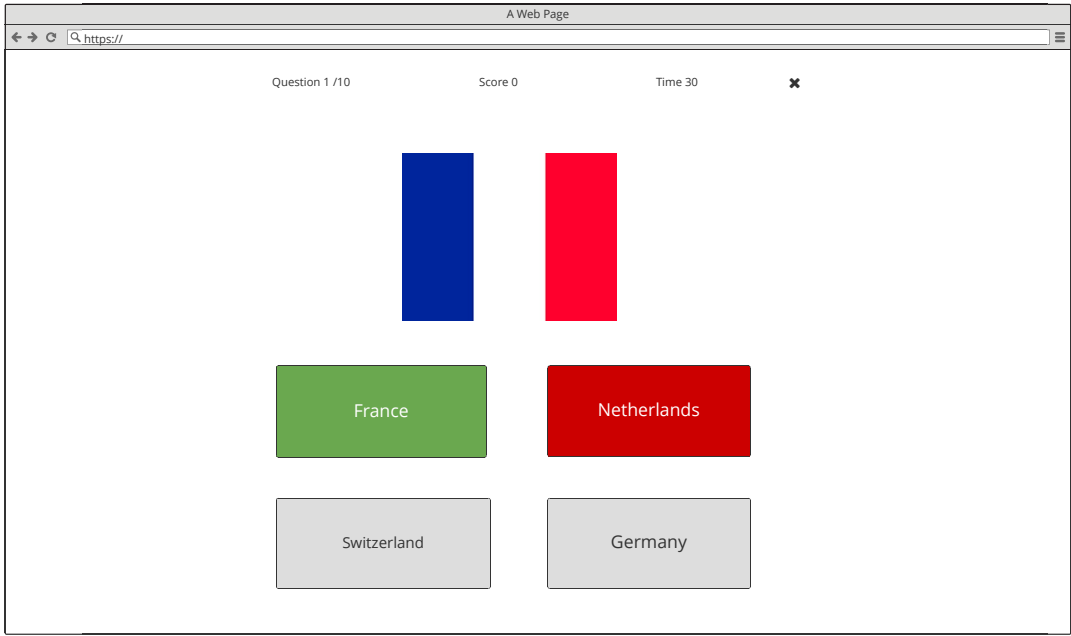 A Web Page
https://
Question 1 /10 Score 0 Time 30
France Netherlands
Switzerland Germany